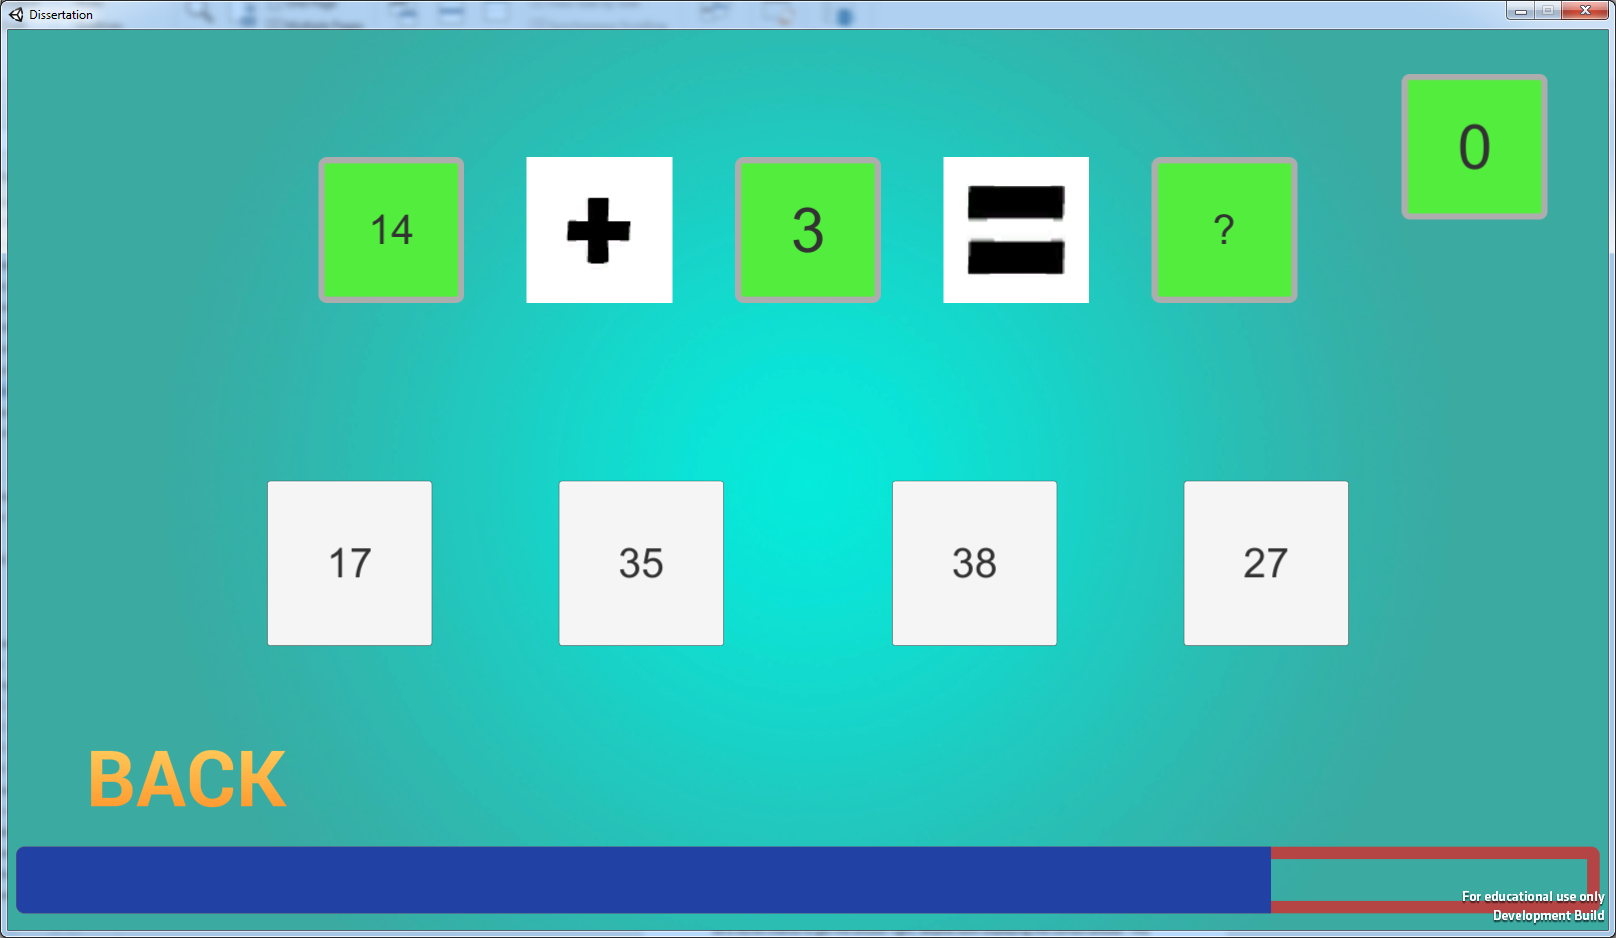 Dissertation
0
14 + 3 = ?
17 35 38 27
BACK
For educational use only
Development Build